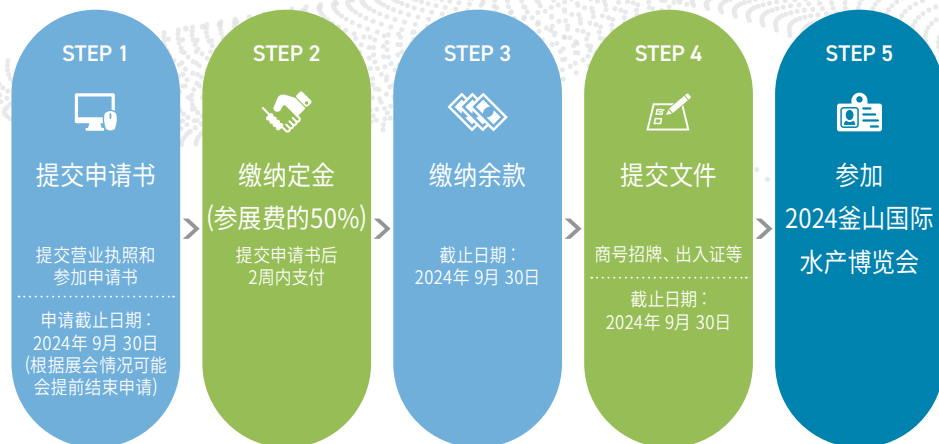 STEP 1
提交申请书
提交营业执照和
参加申请书
申请截止日期：
2024年 9月 30日
(根据展会情况可能
会提前结束申请)
STEP 2
缴纳定金
(参展费的50%)
提交申请书后
2周内支付
STEP 3
缴纳余款
截止日期：
2024年 9月 30日
STEP 4
提交文件
商号招牌、出入证等
截止日期：
2024年 9月 30日
STEP 5
参加
2024釜山国际
水产博览会